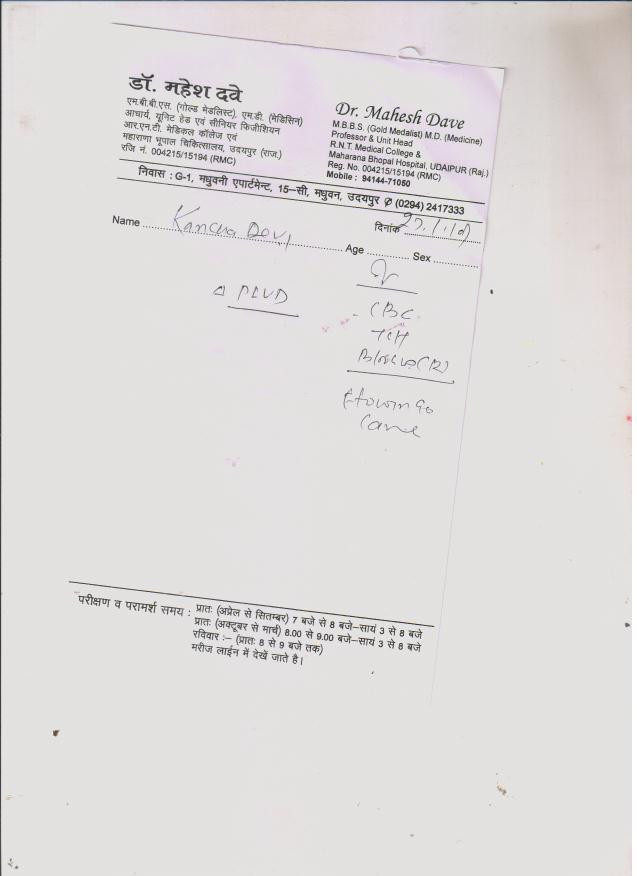 डॉ. महेश दवे
एम.बी.बी.एस. (गोल्ड मेडलिस्ट), एम.डी. (मेडिसिन)
आचार्य, यूनिट हेड एवं सीनियर फिजीशियन
आर.एन.टी. मेडिकल कॉलेज एवं
महाराणा भूपाल चिकित्सालय, उदयपुर (राज.)
रजि नं. 004215/15194 (RMC)
Dr. Mahesh Dave
M.B.B.S. (Gold Medalist) M.D. (Medicine)
Professor & Unit Head
R.N.T. Medical College &
Maharana Bhopal Hospital, UDAIPUR (Raj.)
Reg. No. 004215/15194 (RMC)
Mobile : 94144-71050
निवास : G-1, मधुवनी एपार्टमेन्ट, 15–सी, मधुवन, उदयपुर ✆ (0294) 2417333
दिनांक
Name Devi Age Sex
CBC
परीक्षण व परामर्श समय : प्रातः (अप्रेल से सितम्बर) 7 बजे से 8 बजे–सायं 3 से 8 बजे
प्रातः (अक्टूबर से मार्च) 8.00 से 9.00 बजे–सायं 3 से 8 बजे
रविवार :– (प्रातः 8 से 9 बजे तक)
मरीज लाईन में देखें जाते है।